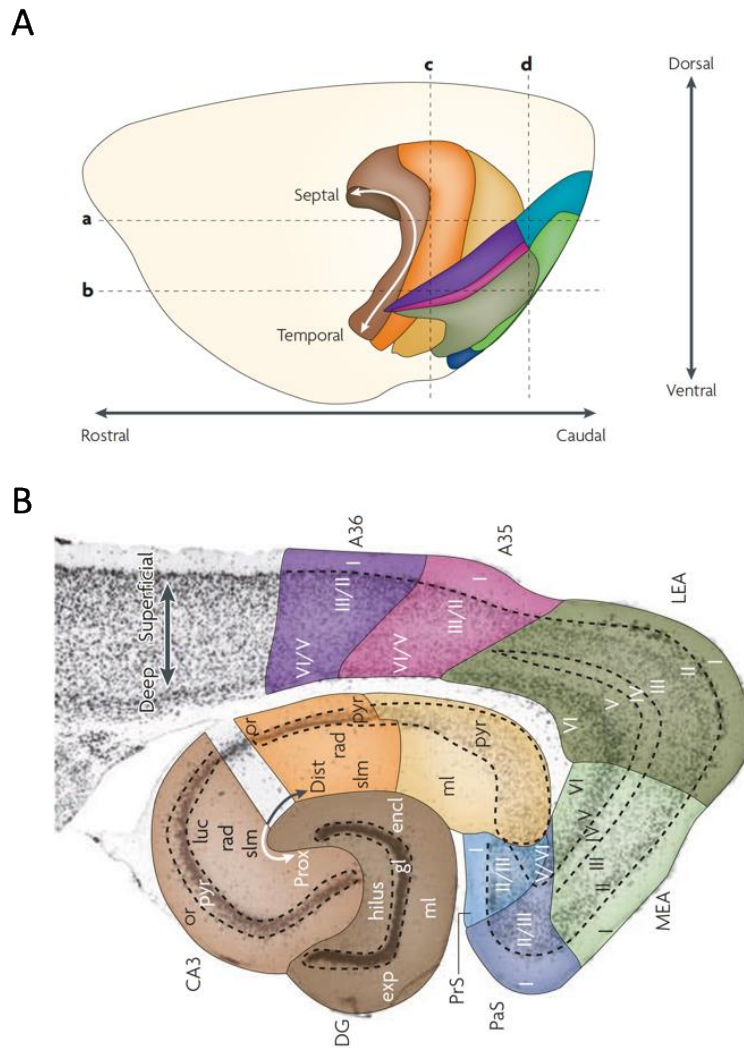 A
c
d
Dorsal
Septal
a
b
Temporal
Ventral
Rostral
Caudal
B
A36
A35
LEA
Superficial
Deep
I
III/II
VI/V
I
III/II
VI/V
I
II
III
IV
V
VI
or
pyr
rad
slm
Dist
pyr
ml
luc
rad
slm
or
pyr
Prox
encl
gl
hilus
ml
exp
CA3
DG
I
II/III
V-VI
II/III
I
PrS
PaS
VI
IV-V
III
II
I
MEA